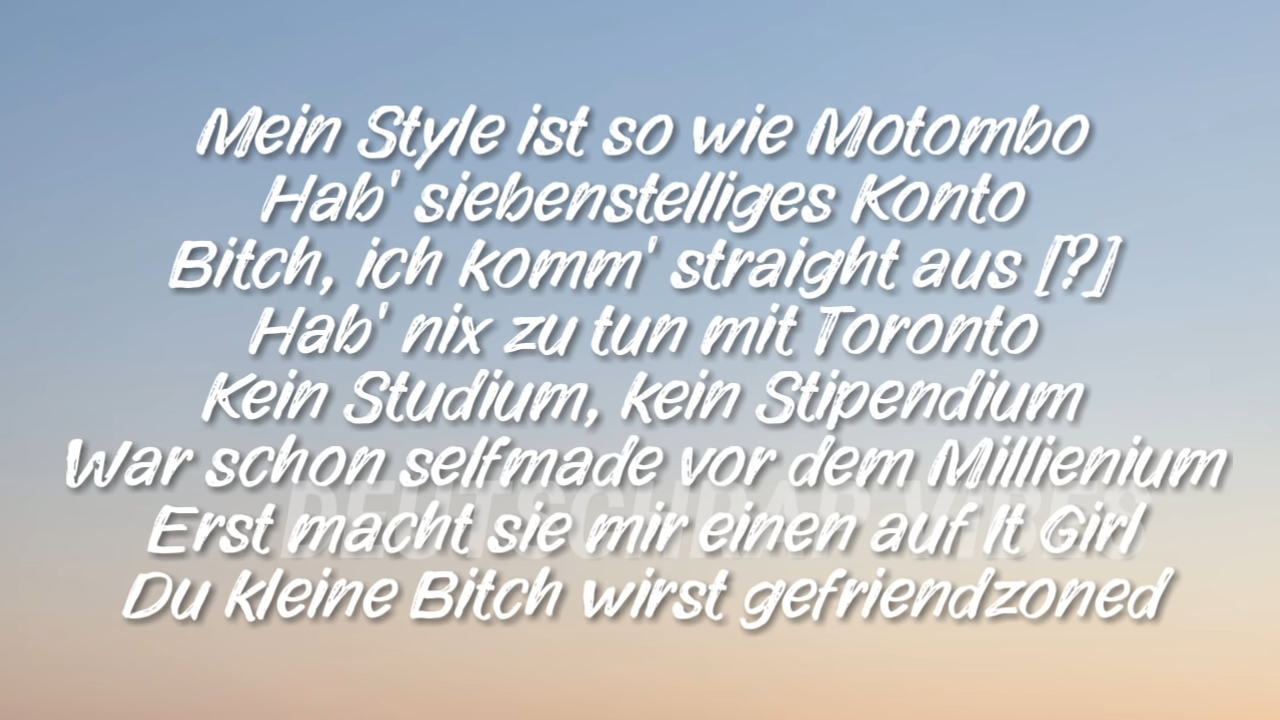 Mein Style ist so wie Motombo
Hab' siebenstelliges Konto
Bitch, ich komm' straight aus [?]
Hab' nix zu tun mit Toronto
Kein Studium, kein Stipendium
War schon selfmade vor dem Millienium
DEUTSCHRAP VIBES
Erst macht sie mir einen auf It Girl
Du kleine Bitch wirst gefriendzoned